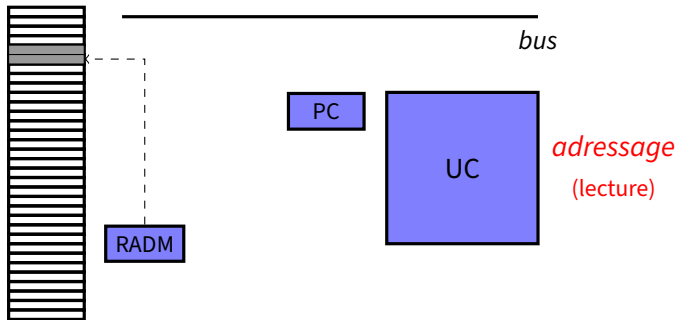 bus
PC
UC
adressage
(lecture)
RADM